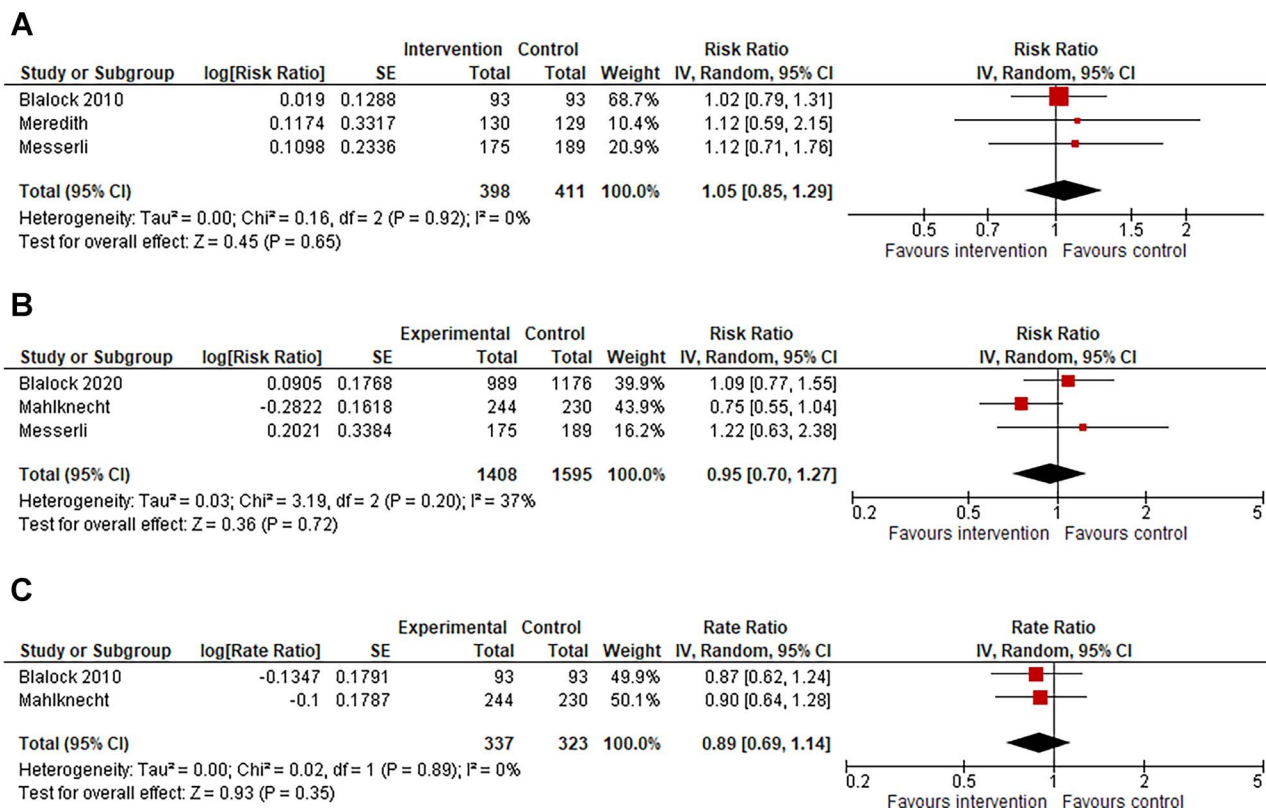 A
Intervention Control Risk Ratio Risk Ratio
Study or Subgroup log[Risk Ratio] SE Total Total Weight IV, Random, 95% CI IV, Random, 95% CI
Blalock 2010 0.019 0.1288 93 93 68.7% 1.02 [0.79, 1.31]
Meredith 0.1174 0.3317 130 129 10.4% 1.12 [0.59, 2.15]
Messerli 0.1098 0.2336 175 189 20.9% 1.12 [0.71, 1.76]
Total (95% CI) 398 411 100.0% 1.05 [0.85, 1.29]
Heterogeneity: Tau² = 0.00; Chi² = 0.16, df = 2 (P = 0.92); I² = 0%
Test for overall effect: Z = 0.45 (P = 0.65)
0.5 0.7 1 1.5 2
Favours intervention Favours control
B
Experimental Control Risk Ratio Risk Ratio
Study or Subgroup log[Risk Ratio] SE Total Total Weight IV, Random, 95% CI IV, Random, 95% CI
Blalock 2020 0.0905 0.1768 989 1176 39.9% 1.09 [0.77, 1.55]
Mahlknecht -0.2822 0.1618 244 230 43.9% 0.75 [0.55, 1.04]
Messerli 0.2021 0.3384 175 189 16.2% 1.22 [0.63, 2.38]
Total (95% CI) 1408 1595 100.0% 0.95 [0.70, 1.27]
Heterogeneity: Tau² = 0.03; Chi² = 3.19, df = 2 (P = 0.20); I² = 37%
Test for overall effect: Z = 0.36 (P = 0.72)
0.2 0.5 1 2 5
Favours intervention Favours control
C
Experimental Control Rate Ratio Rate Ratio
Study or Subgroup log[Rate Ratio] SE Total Total Weight IV, Random, 95% CI IV, Random, 95% CI
Blalock 2010 -0.1347 0.1791 93 93 49.9% 0.87 [0.62, 1.24]
Mahlknecht -0.1 0.1787 244 230 50.1% 0.90 [0.64, 1.28]
Total (95% CI) 337 323 100.0% 0.89 [0.69, 1.14]
Heterogeneity: Tau² = 0.00; Chi² = 0.02, df = 1 (P = 0.89); I² = 0%
Test for overall effect: Z = 0.93 (P = 0.35)
0.2 0.5 1 2 5
Favours intervention Favours control